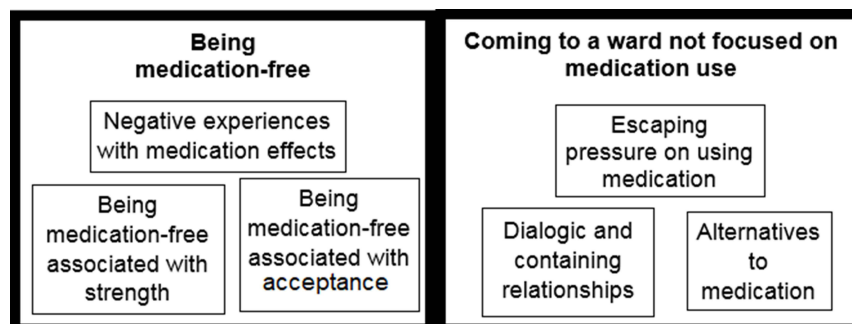 Being
medication-free
Negative experiences
with medication effects
Being
medication-free
associated with
strength
Being
medication-free
associated with
acceptance
Coming to a ward not focused on
medication use
Escaping
pressure on using
medication
Dialogic and
containing
relationships
Alternatives
to
medication